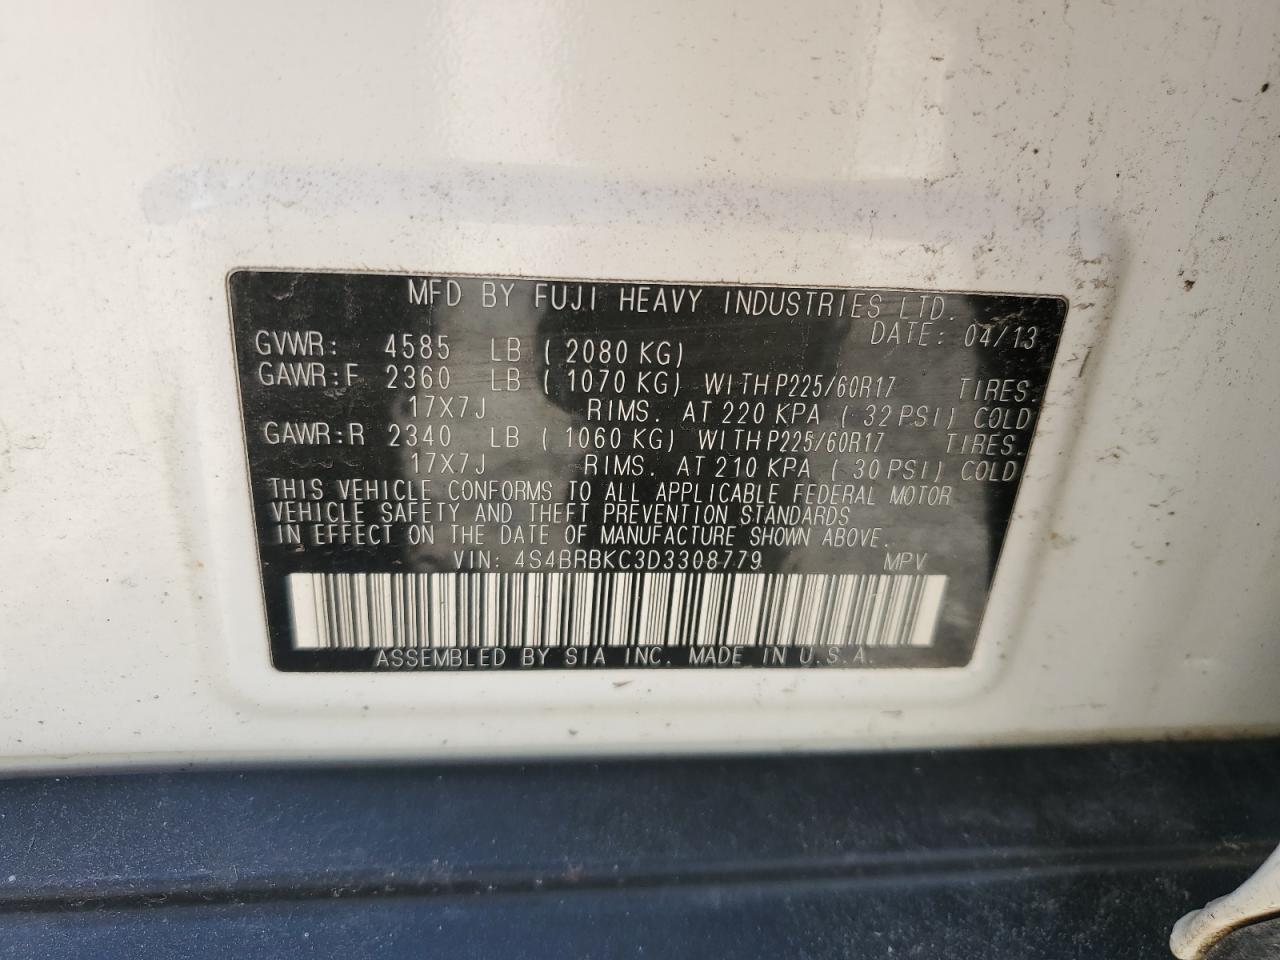 MFD BY FUJI HEAVY INDUSTRIES LTD.
DATE: 04/13
GVWR: 4585 LB ( 2080 KG)
GAWR:F 2360 LB ( 1070 KG) WITH P225/60R17 TIRES.
17X7J RIMS. AT 220 KPA ( 32 PSI) COLD
GAWR:R 2340 LB ( 1060 KG) WITH P225/60R17 TIRES.
17X7J RIMS. AT 210 KPA ( 30 PSI) COLD
THIS VEHICLE CONFORMS TO ALL APPLICABLE FEDERAL MOTOR
VEHICLE SAFETY AND THEFT PREVENTION STANDARDS
IN EFFECT ON THE DATE OF MANUFACTURE SHOWN ABOVE.
VIN: 4S4BRBKC3D3308779 MPV
ASSEMBLED BY SIA INC. MADE IN U.S.A.